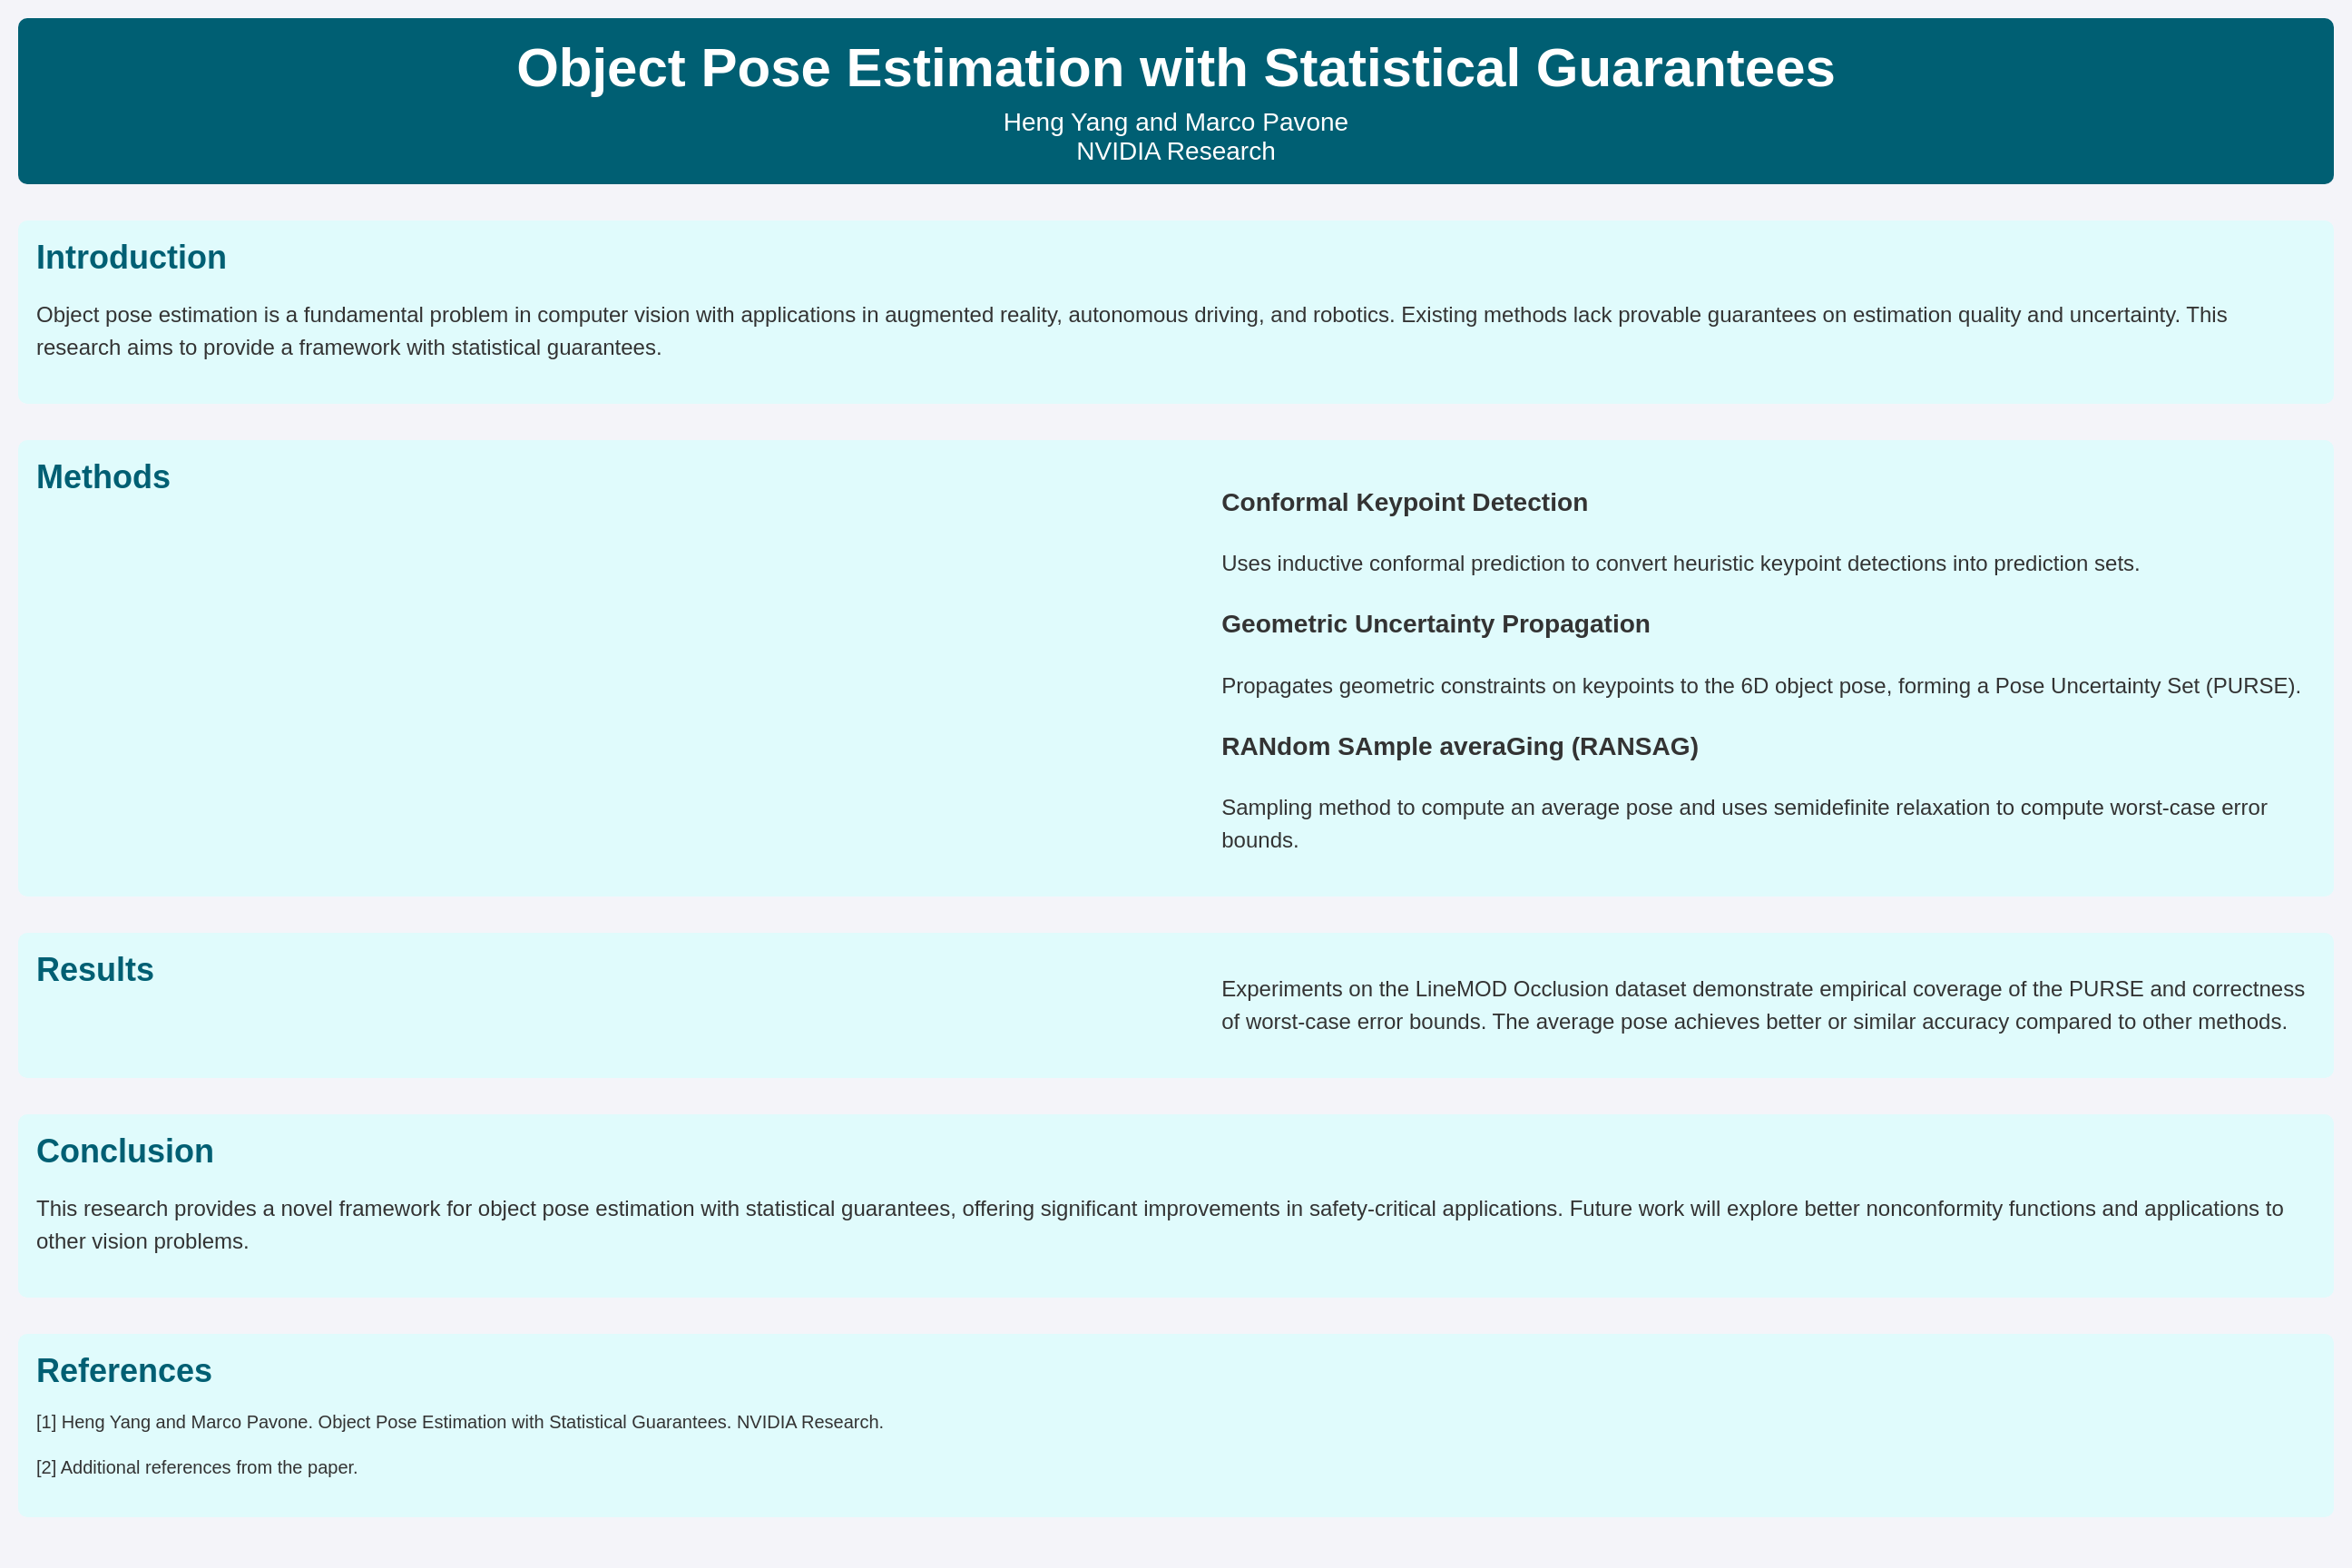 Object Pose Estimation with Statistical Guarantees
Heng Yang and Marco Pavone
NVIDIA Research
Introduction
Object pose estimation is a fundamental problem in computer vision with applications in augmented reality, autonomous driving, and robotics. Existing methods lack provable guarantees on estimation quality and uncertainty. This
research aims to provide a framework with statistical guarantees.
Methods
Conformal Keypoint Detection
Uses inductive conformal prediction to convert heuristic keypoint detections into prediction sets.
Geometric Uncertainty Propagation
Propagates geometric constraints on keypoints to the 6D object pose, forming a Pose Uncertainty Set (PURSE).
RANdom SAmple averaGing (RANSAG)
Sampling method to compute an average pose and uses semidefinite relaxation to compute worst-case error
bounds.
Results
Experiments on the LineMOD Occlusion dataset demonstrate empirical coverage of the PURSE and correctness
of worst-case error bounds. The average pose achieves better or similar accuracy compared to other methods.
Conclusion
This research provides a novel framework for object pose estimation with statistical guarantees, offering significant improvements in safety-critical applications. Future work will explore better nonconformity functions and applications to
other vision problems.
References
[1] Heng Yang and Marco Pavone. Object Pose Estimation with Statistical Guarantees. NVIDIA Research.
[2] Additional references from the paper.